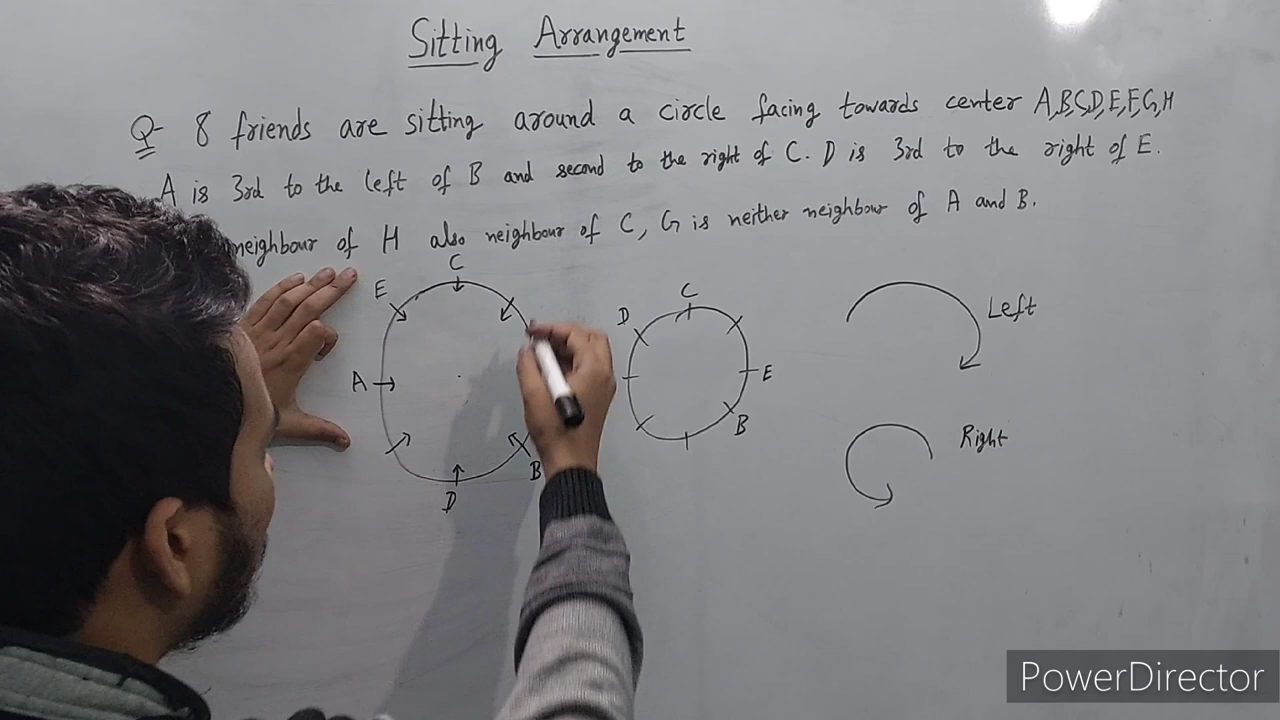 Sitting Arrangement
Q- 8 friends are sitting around a circle facing towards center A,B,C,D,E,F,G,H
A is 3rd to the left of B and second to the right of C. D is 3rd to the right of E.
neighbour of H also neighbour of C, G is neither neighbour of A and B.
C
E
A
D
B
C
D
E
B
Left
Right
PowerDirector